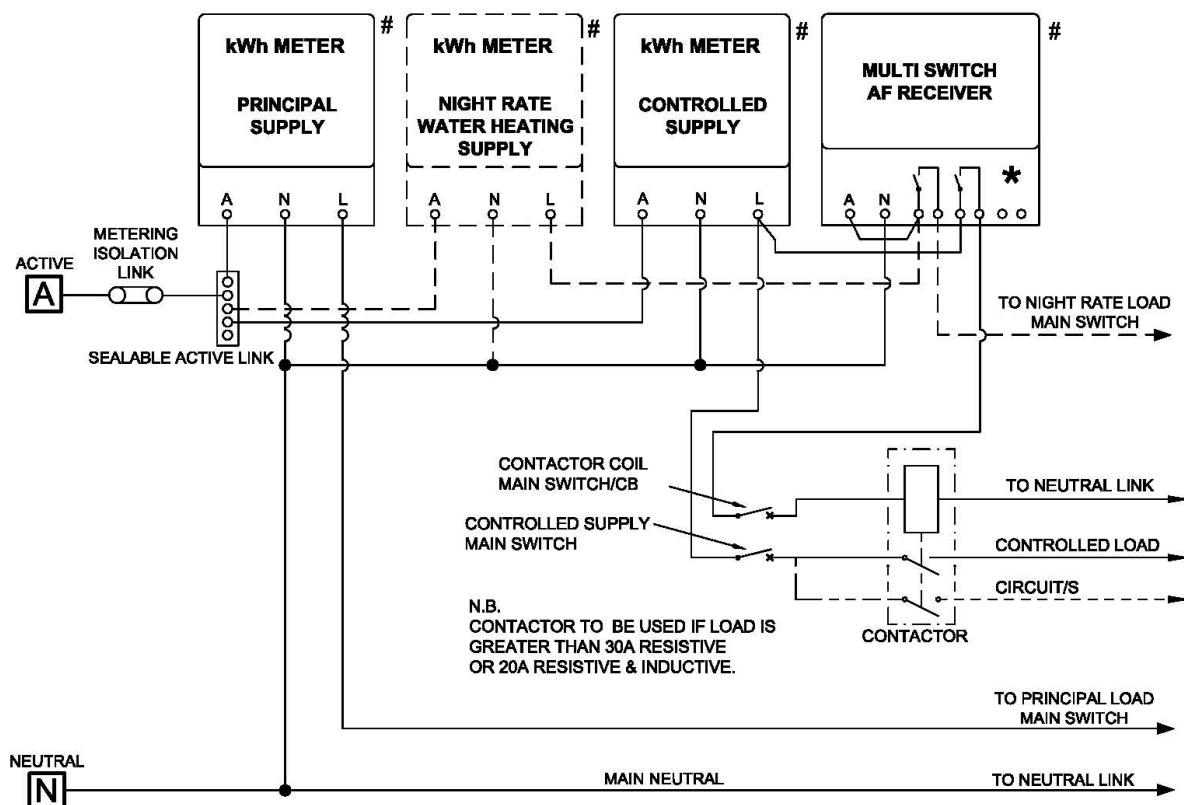 kWh METER
PRINCIPAL
SUPPLY
#
kWh METER
NIGHT RATE
WATER HEATING
SUPPLY
#
kWh METER
CONTROLLED
SUPPLY
#
MULTI SWITCH
AF RECEIVER
#
A N L
A N L
A N L
A N *
METERING
ISOLATION
LINK
ACTIVE
A
SEALABLE ACTIVE LINK
TO NIGHT RATE LOAD
MAIN SWITCH
CONTACTOR COIL
MAIN SWITCH/CB
CONTROLLED SUPPLY
MAIN SWITCH
TO NEUTRAL LINK
CONTROLLED LOAD
CIRCUIT/S
CONTACTOR
N.B.
CONTACTOR TO BE USED IF LOAD IS
GREATER THAN 30A RESISTIVE
OR 20A RESISTIVE & INDUCTIVE.
TO PRINCIPAL LOAD
MAIN SWITCH
NEUTRAL
N
MAIN NEUTRAL
TO NEUTRAL LINK